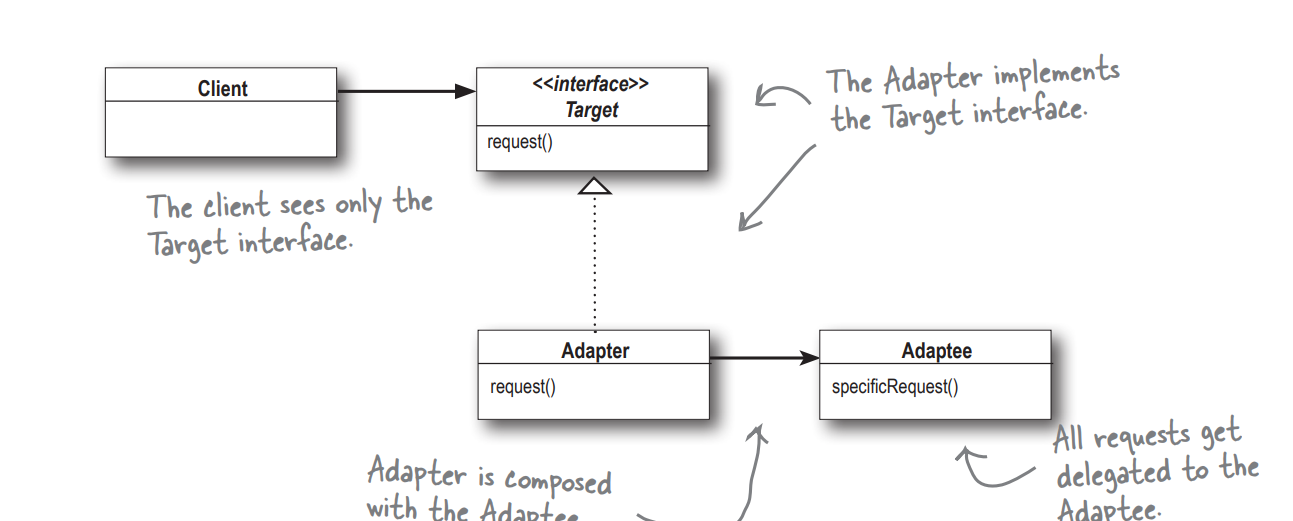 Client
<<interface>>
Target
request()
The Adapter implements
the Target interface.
The client sees only the
Target interface.
Adapter
request()
Adaptee
specificRequest()
Adapter is composed
with the Adaptee
All requests get
delegated to the
Adaptee.